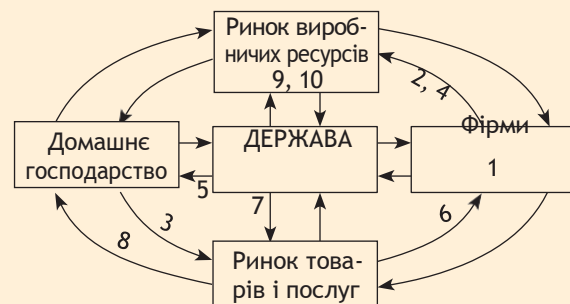 Ринок вироб-
ничих ресурсів
9, 10
2, 4
Домашнє
господарство
ДЕРЖАВА
Фірми
1
5
7
3
8
6
Ринок това-
рів і послуг